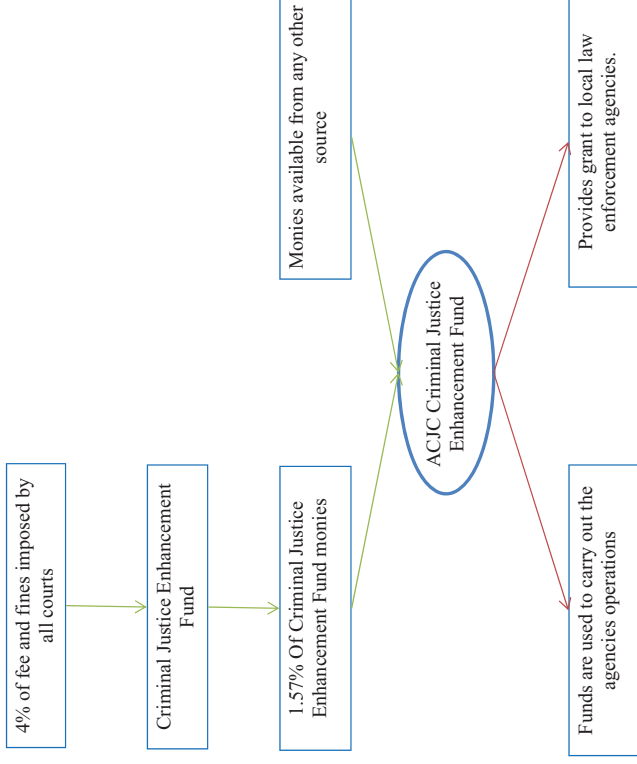 4% of fee and fines imposed by
all courts
Criminal Justice Enhancement
Fund
1.57% Of Criminal Justice
Enhancement Fund monies
Monies available from any other
source
ACJC Criminal Justice
Enhancement Fund
Funds are used to carry out the
agencies operations
Provides grant to local law
enforcement agencies.